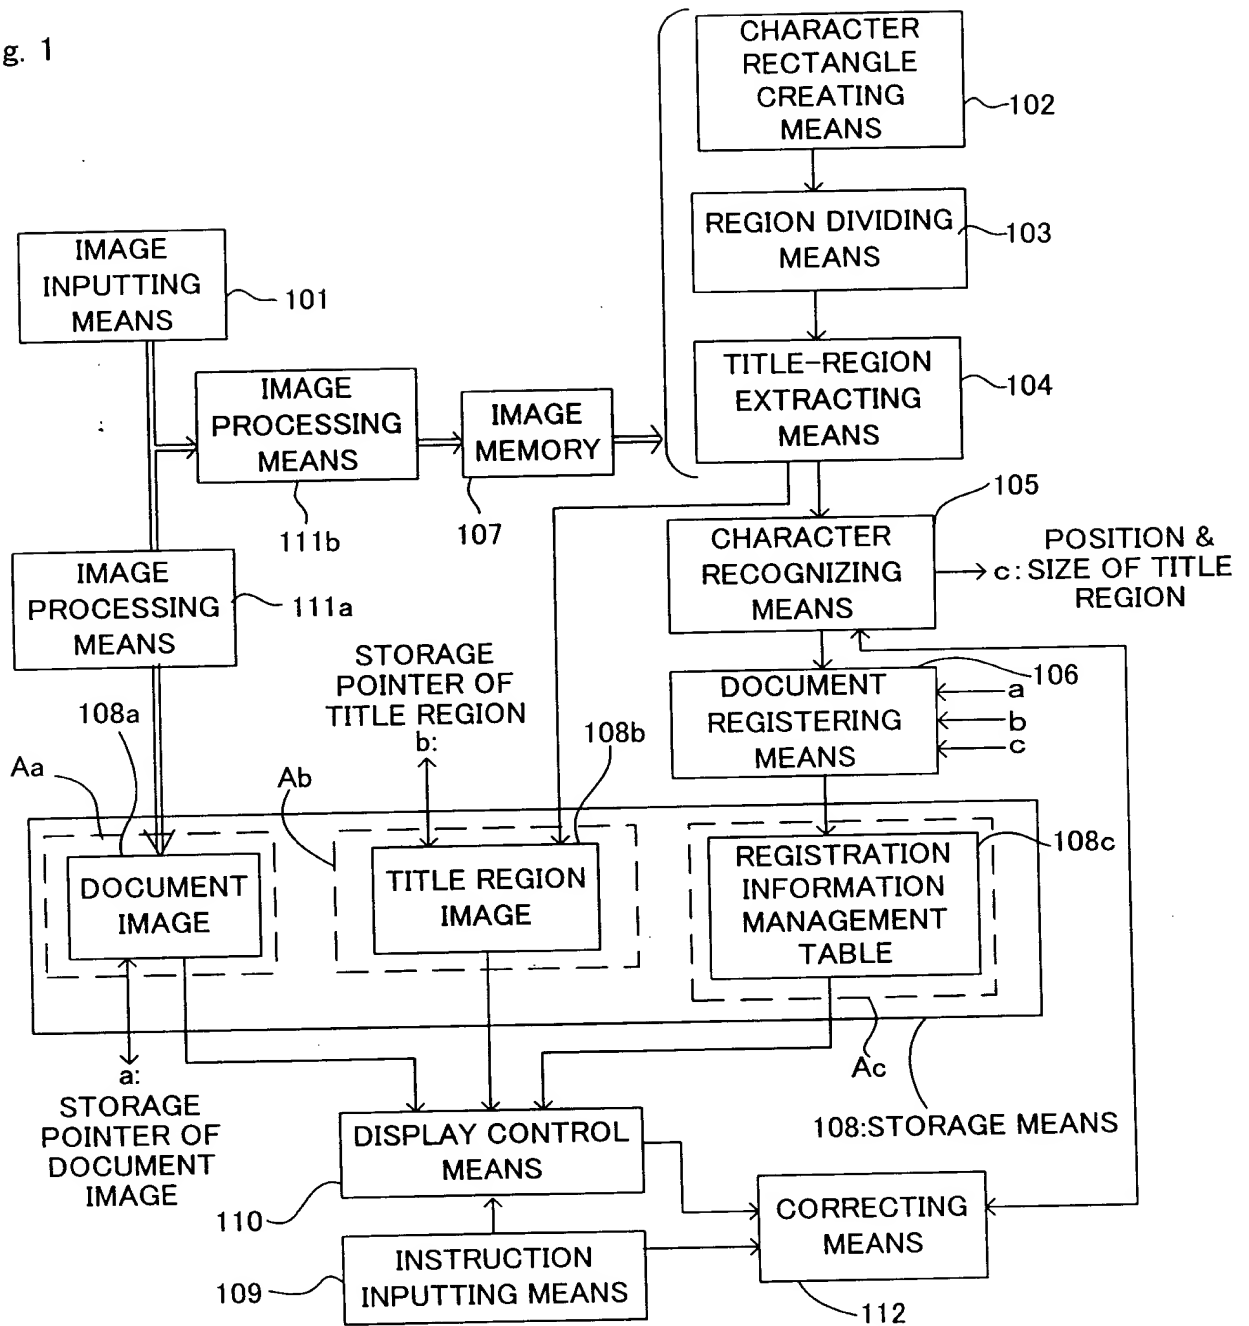 g. 1
CHARACTER
RECTANGLE
CREATING
MEANS
102
REGION DIVIDING
MEANS
103
IMAGE
INPUTTING
MEANS
101
TITLE-REGION
EXTRACTING
MEANS
104
IMAGE
PROCESSING
MEANS
111b
IMAGE
MEMORY
107
105
CHARACTER
RECOGNIZING
MEANS
POSITION &
c: SIZE OF TITLE
REGION
IMAGE
PROCESSING
MEANS
111a
STORAGE
POINTER OF
TITLE REGION
b:
106
DOCUMENT
REGISTERING
MEANS
a
b
c
108a
108b
Aa
Ab
DOCUMENT
IMAGE
TITLE REGION
IMAGE
REGISTRATION
INFORMATION
MANAGEMENT
TABLE
108c
Ac
a:
STORAGE
POINTER OF
DOCUMENT
IMAGE
108:STORAGE MEANS
DISPLAY CONTROL
MEANS
110
CORRECTING
MEANS
112
INSTRUCTION
INPUTTING MEANS
109